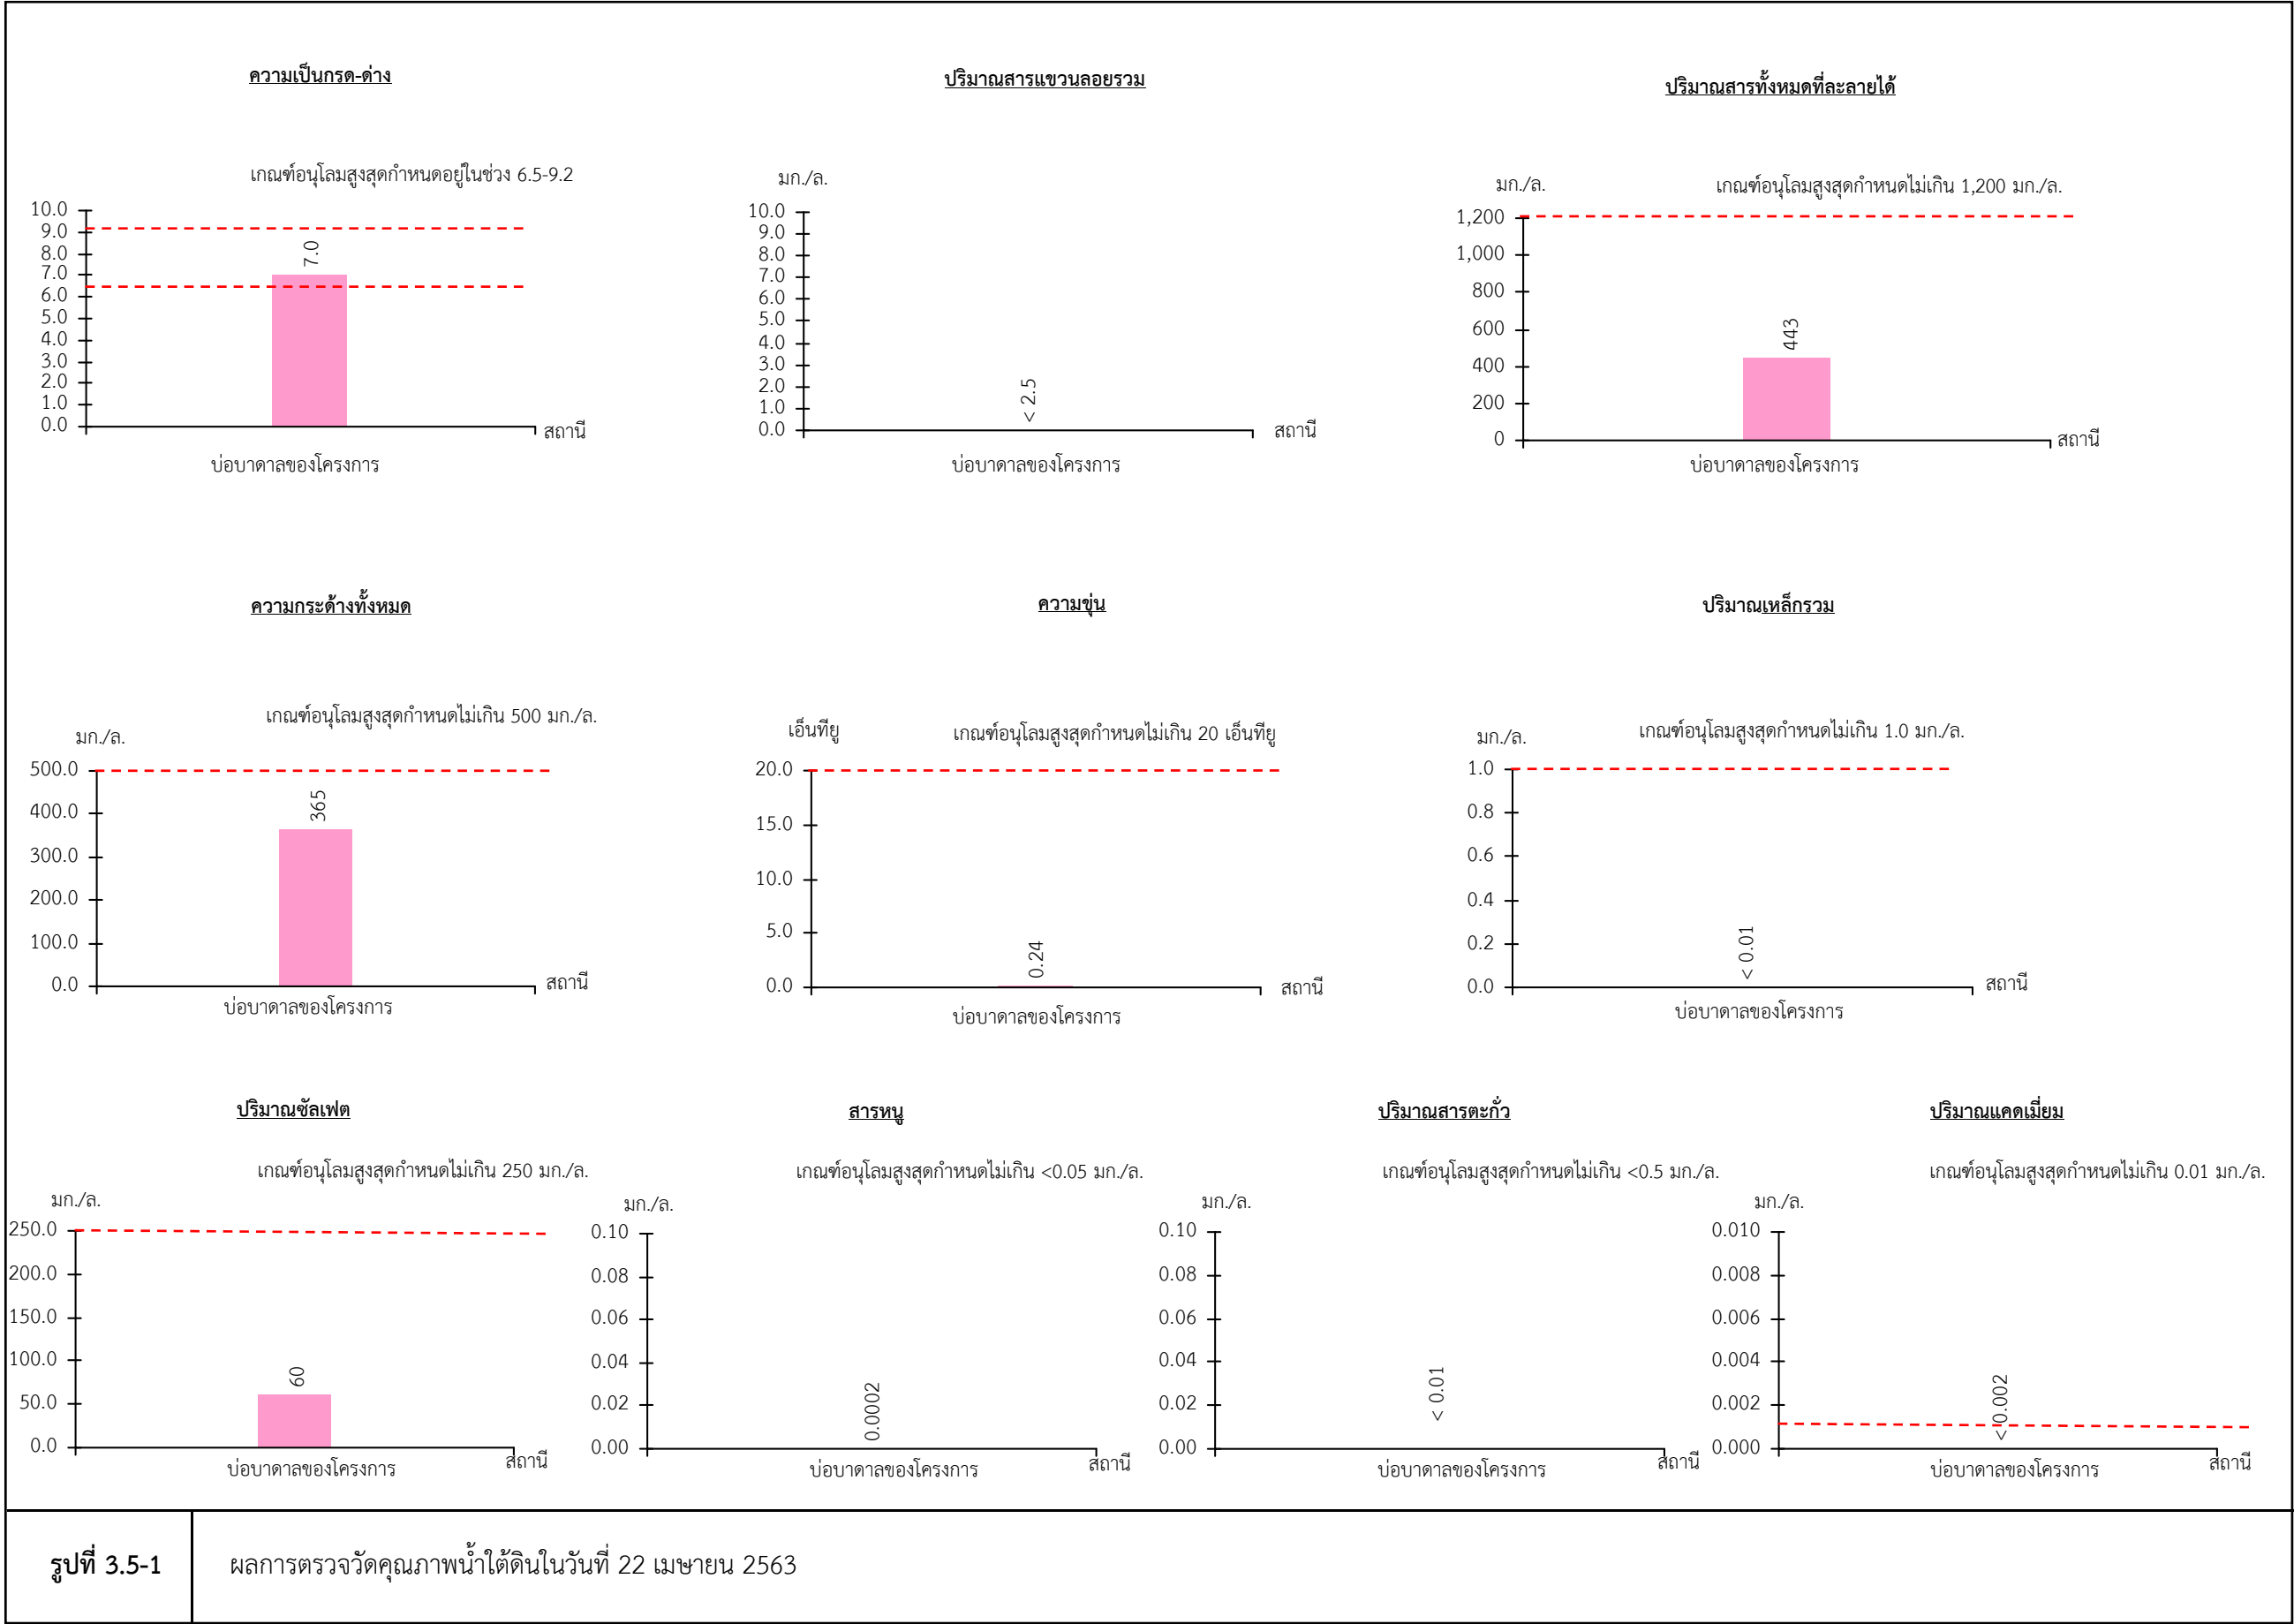 ความเป็นกรด-ด่าง
เกณฑ์อนุโลมสูงสุดกำหนดอยู่ในช่วง 6.5-9.2
10.0
9.0
8.0
7.0
6.0
5.0
4.0
3.0
2.0
1.0
0.0
7.0
สถานี
บ่อบาดาลของโครงการ
ปริมาณสารแขวนลอยรวม
มก./ล.
10.0
9.0
8.0
7.0
6.0
5.0
4.0
3.0
2.0
1.0
0.0
< 2.5
สถานี
บ่อบาดาลของโครงการ
ปริมาณสารทั้งหมดที่ละลายได้
มก./ล.
เกณฑ์อนุโลมสูงสุดกำหนดไม่เกิน 1,200 มก./ล.
1,200
1,000
800
600
400
200
0
443
สถานี
บ่อบาดาลของโครงการ
ความกระด้างทั้งหมด
เกณฑ์อนุโลมสูงสุดกำหนดไม่เกิน 500 มก./ล.
มก./ล.
500.0
400.0
300.0
200.0
100.0
0.0
365
สถานี
บ่อบาดาลของโครงการ
ความขุ่น
เอ็นทียู
เกณฑ์อนุโลมสูงสุดกำหนดไม่เกิน 20 เอ็นทียู
20.0
15.0
10.0
5.0
0.0
0.24
สถานี
บ่อบาดาลของโครงการ
ปริมาณเหล็กรวม
มก./ล.
เกณฑ์อนุโลมสูงสุดกำหนดไม่เกิน 1.0 มก./ล.
1.0
0.8
0.6
0.4
0.2
0.0
< 0.01
สถานี
บ่อบาดาลของโครงการ
ปริมาณซัลเฟต
เกณฑ์อนุโลมสูงสุดกำหนดไม่เกิน 250 มก./ล.
มก./ล.
250.0
200.0
150.0
100.0
50.0
0.0
60
สถานี
บ่อบาดาลของโครงการ
สารหนู
เกณฑ์อนุโลมสูงสุดกำหนดไม่เกิน <0.05 มก./ล.
มก./ล.
0.10
0.08
0.06
0.04
0.02
0.00
0.0002
สถานี
บ่อบาดาลของโครงการ
ปริมาณสารตะกั่ว
เกณฑ์อนุโลมสูงสุดกำหนดไม่เกิน <0.5 มก./ล.
มก./ล.
0.10
0.08
0.06
0.04
0.02
0.00
< 0.01
สถานี
บ่อบาดาลของโครงการ
ปริมาณแคดเมี่ยม
เกณฑ์อนุโลมสูงสุดกำหนดไม่เกิน 0.01 มก./ล.
มก./ล.
0.010
0.008
0.006
0.004
0.002
0.000
< 0.002
สถานี
บ่อบาดาลของโครงการ
รูปที่ 3.5-1
ผลการตรวจวัดคุณภาพน้ำใต้ดินในวันที่ 22 เมษายน 2563